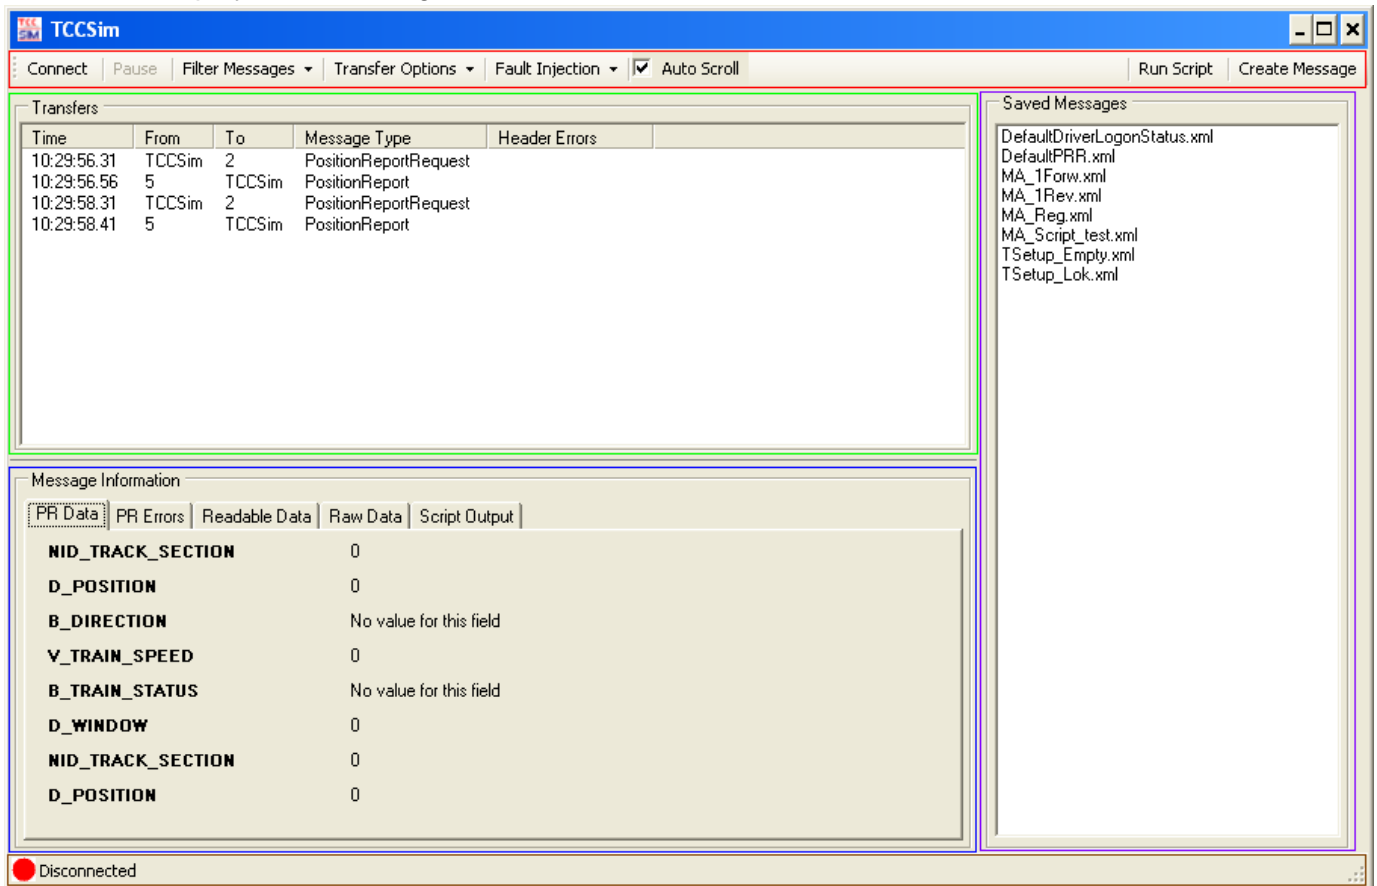 TCC
SIM
TCCSim
Connect Pause Filter Messages Transfer Options Fault Injection Auto Scroll Run Script Create Message
Transfers
Time From To Message Type Header Errors
10:29:56.31 TCCSim 2 PositionReportRequest
10:29:56.56 5 TCCSim PositionReport
10:29:58.31 TCCSim 2 PositionReportRequest
10:29:58.41 5 TCCSim PositionReport
Saved Messages
DefaultDriverLogonStatus.xml
DefaultPRR.xml
MA_1Forw.xml
MA_1Rev.xml
MA_Reg.xml
MA_Script_test.xml
TSetup_Empty.xml
TSetup_Lok.xml
Message Information
PR Data PR Errors Readable Data Raw Data Script Output
NID_TRACK_SECTION 0
D_POSITION 0
B_DIRECTION No value for this field
V_TRAIN_SPEED 0
B_TRAIN_STATUS No value for this field
D_WINDOW 0
NID_TRACK_SECTION 0
D_POSITION 0
Disconnected